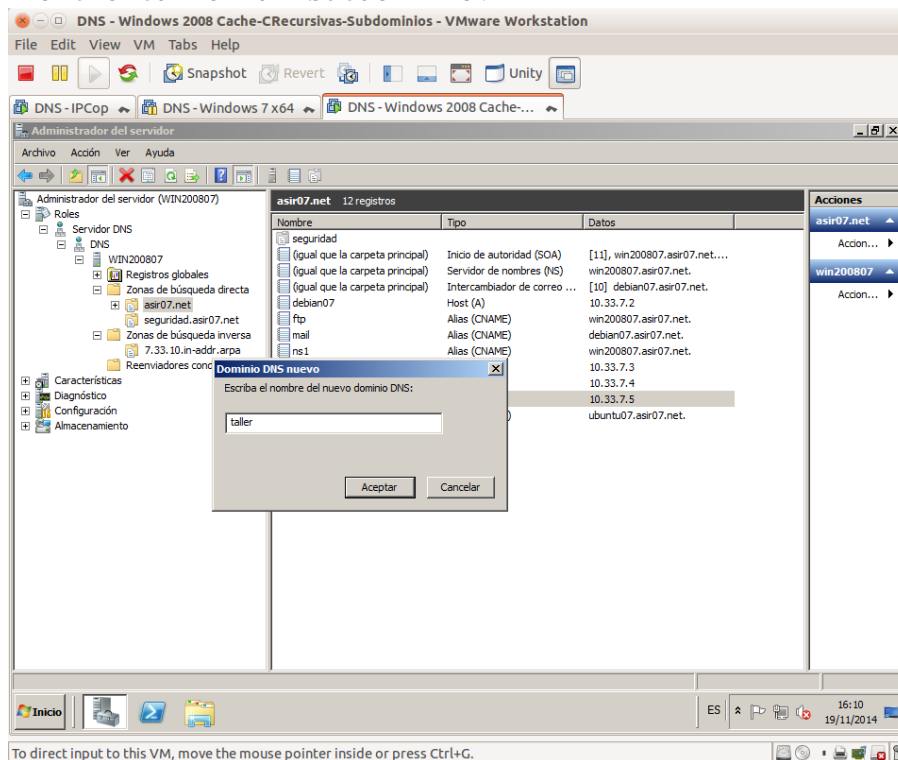 DNS - Windows 2008 Cache-CRecursivas-Subdominios - VMware Workstation
File Edit View VM Tabs Help
Snapshot Revert Unity
DNS - IPCop DNS - Windows 7 x64 DNS - Windows 2008 Cache-...
Administrador del servidor
Archivo Acción Ver Ayuda
Administrador del servidor (WIN200807)
Roles
Servidor DNS
DNS
WIN200807
Registros globales
Zonas de búsqueda directa
asir07.net
seguridad.asir07.net
Zonas de búsqueda inversa
7.33.10.in-addr.arpa
Reenviadores conc
Características
Diagnóstico
Configuración
Almacenamiento
asir07.net 12 registros
Nombre Tipo Datos
seguridad
(igual que la carpeta principal) Inicio de autoridad (SOA) [11], win200807.asir07.net....
(igual que la carpeta principal) Servidor de nombres (NS) win200807.asir07.net.
(igual que la carpeta principal) Intercambiador de correo ... [10] debian07.asir07.net.
debian07 Host (A) 10.33.7.2
ftp Alias (CNAME) win200807.asir07.net.
mail Alias (CNAME) debian07.asir07.net.
ns1 Alias (CNAME) win200807.asir07.net.
10.33.7.3
10.33.7.4
10.33.7.5
) ubuntu07.asir07.net.
Dominio DNS nuevo
Escriba el nombre del nuevo dominio DNS:
taller
Aceptar Cancelar
Acciones
asir07.net
Accion...
win200807
Accion...
Inicio
ES
16:10
19/11/2014
To direct input to this VM, move the mouse pointer inside or press Ctrl+G.